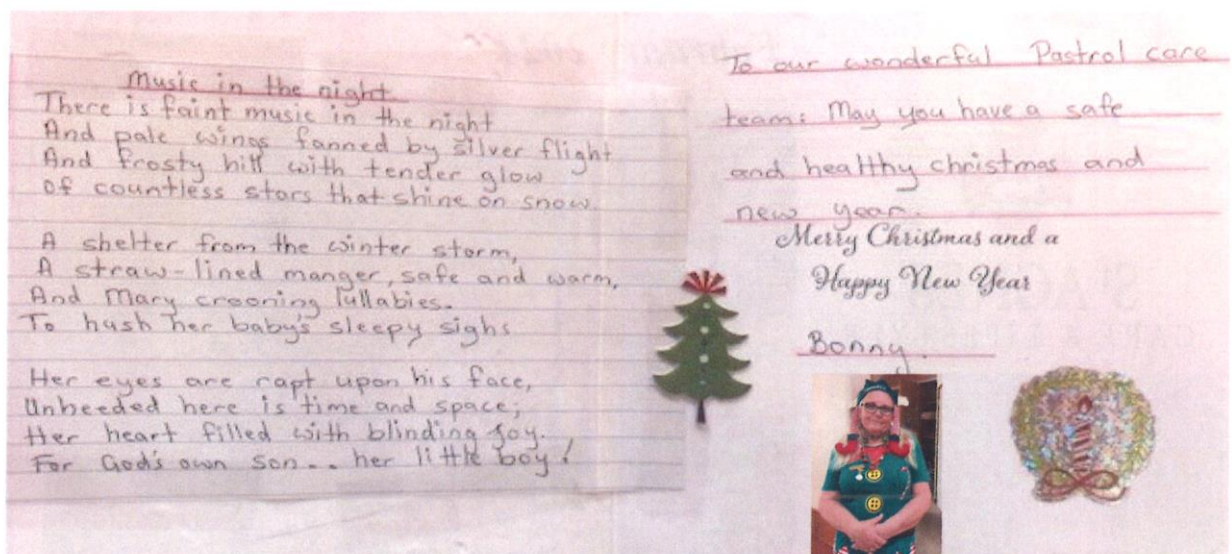 Music in the night
There is faint music in the night
And pale wings fanned by silver flight
And frosty hill with tender glow
Of countless stars that shine on snow.
A shelter from the winter storm,
A straw-lined manger, safe and warm,
And Mary crooning lullabies.
To hush her baby's sleepy sighs
Her eyes are rapt upon his face,
Unheeded here is time and space;
Her heart filled with blinding joy.
For God's own son... her little boy!
To our wonderful Pastrol care
team: May you have a safe
and healthy christmas and
new year.
Merry Christmas and a
Happy New Year
Bonny.